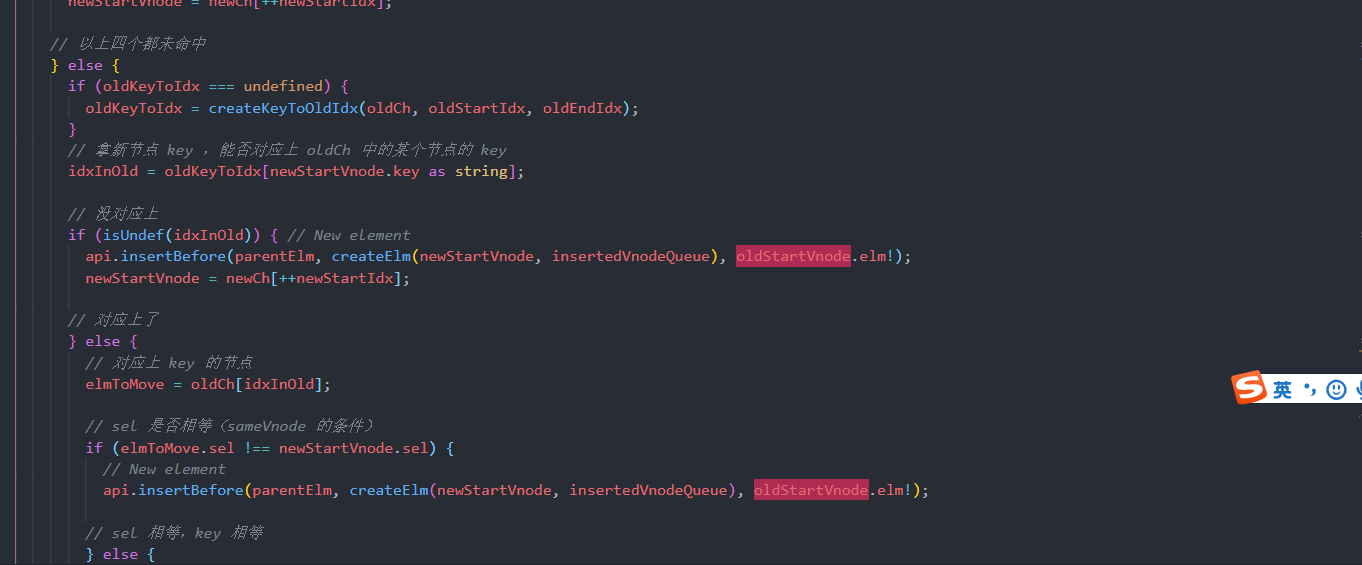 newStartVnode = newCh[++newStartIdx];
// 以上四个都未命中
} else {
if (oldKeyToIdx === undefined) {
oldKeyToIdx = createKeyToOldIdx(oldCh, oldStartIdx, oldEndIdx);
}
// 拿新节点 key ，能否对应上 oldCh 中的某个节点的 key
idxInOld = oldKeyToIdx[newStartVnode.key as string];
// 没对应上
if (isUndef(idxInOld)) { // New element
api.insertBefore(parentElm, createElm(newStartVnode, insertedVnodeQueue), oldStartVnode.elm!);
newStartVnode = newCh[++newStartIdx];
// 对应上了
} else {
// 对应上 key 的节点
elmToMove = oldCh[idxInOld];
英
// sel 是否相等（sameVnode 的条件）
if (elmToMove.sel !== newStartVnode.sel) {
// New element
api.insertBefore(parentElm, createElm(newStartVnode, insertedVnodeQueue), oldStartVnode.elm!);
// sel 相等，key 相等
} else {